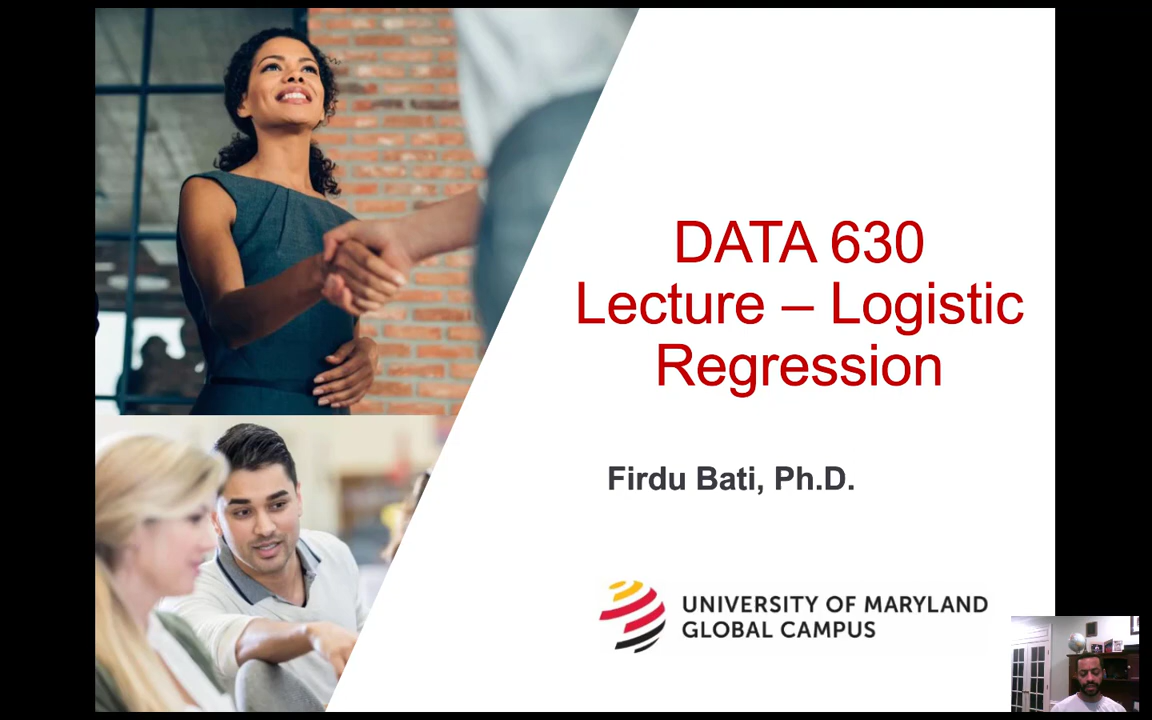 DATA 630
Lecture – Logistic
Regression
Firdu Bati, Ph.D.
UNIVERSITY OF MARYLAND
GLOBAL CAMPUS